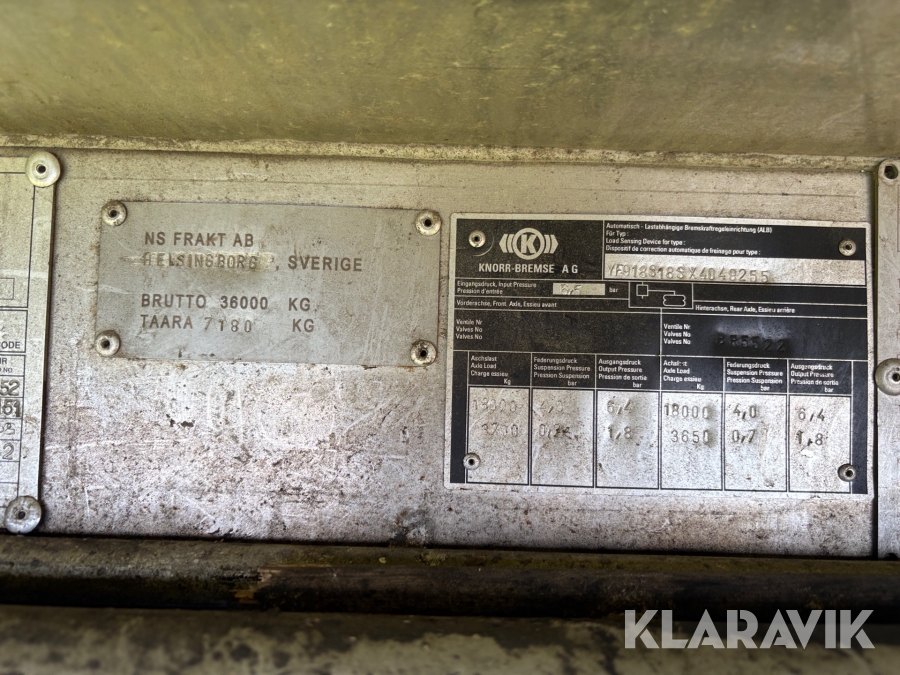 NS FRAKT AB
HELSINGBORG, SVERIGE
BRUTTO 36000 KG
TAARA 7180 KG
KNORR-BREMSE AG
Automatisch - Lastabhängige Bremskraftregeleinrichtung (ALB)
Für Typ:
Load Sensing Device for type:
Dispositif de correction automatique de freinage pour type:
Eingangsdruck, Input Pressure
Pression d'entrée bar
Vorderachse, Front, Axle, Essieu avant
Hinterachsen, Rear Axle, Essieu arrière
Ventile Nr
Valves No
Valves No
Ventile Nr
Valves No
Valves No
Achslast Federungsdruck Ausgangsdruck Achslast Federungsdruck Ausgangsdruck
Axle Load Suspension Pressure Output Pressure Axle Load Suspension Pressure Output Pressure
Charge essieu Pression Suspension Pression de sortie Charge essieu Pression Suspension Pression de sortie
Kg bar bar Kg bar bar
18000 6,4 18000 4,0 6,4
1,8 3650 0,7 1,8
CODE
52
KLARAVIK